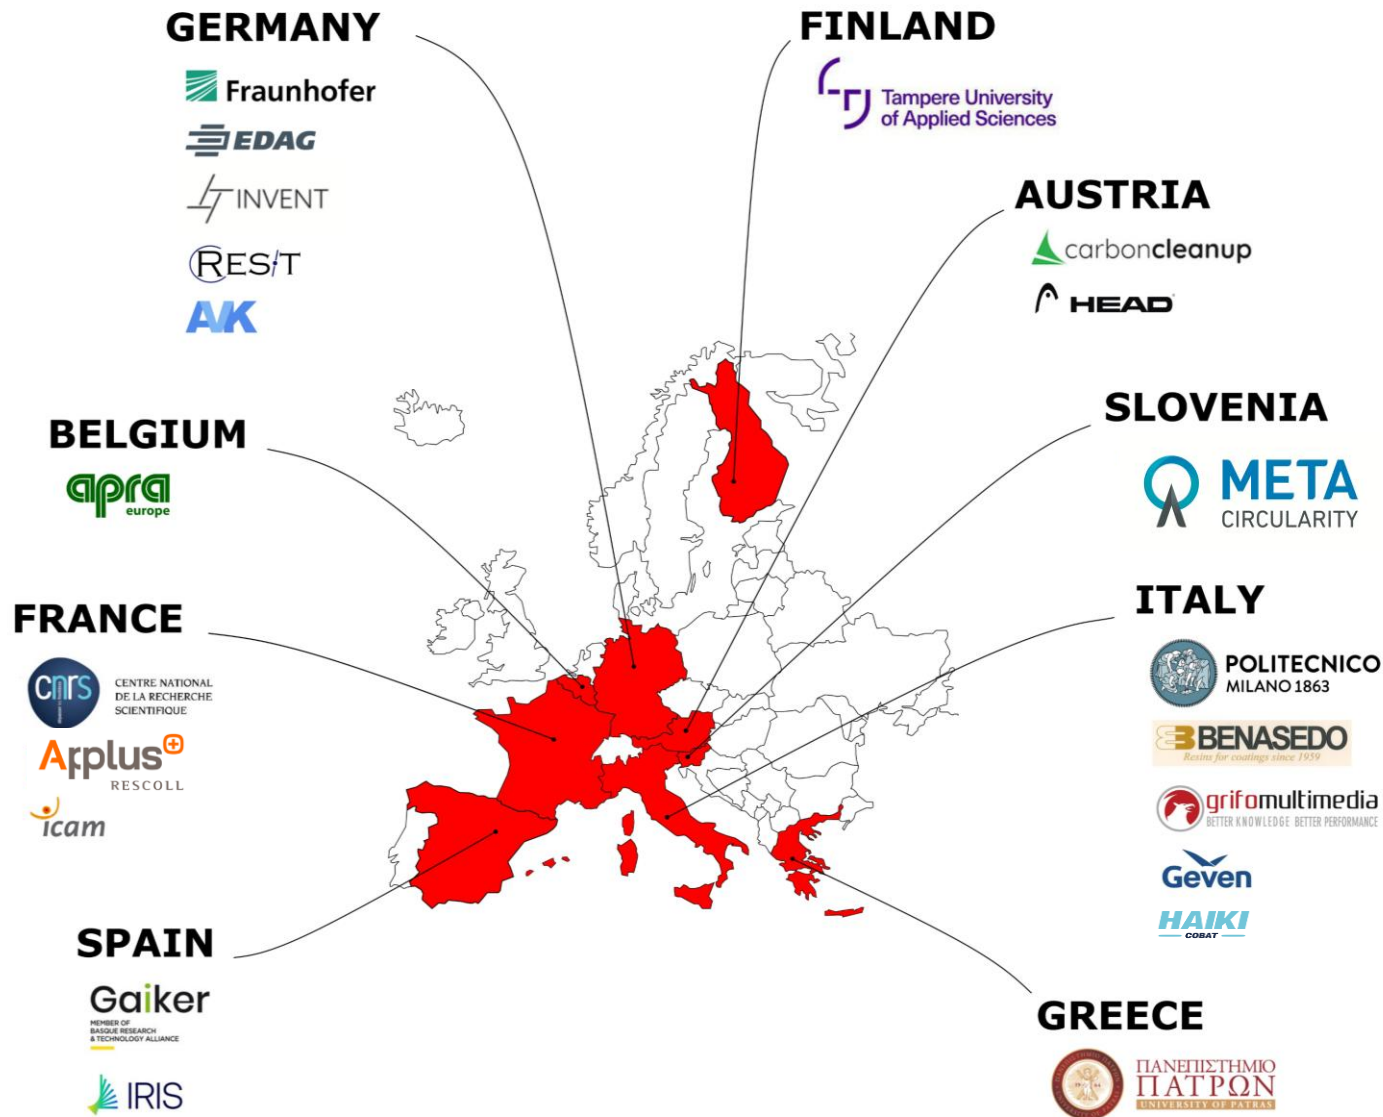 GERMANY
Fraunhofer
EDAG
INVENT
RESIT
AVK
FINLAND
Tampere University
of Applied Sciences
AUSTRIA
carboncleanup
HEAD
BELGIUM
apra
europe
SLOVENIA
META
CIRCULARITY
FRANCE
cnrs
CENTRE NATIONAL
DE LA RECHERCHE
SCIENTIFIQUE
Applus+
RESCOLL
icam
ITALY
POLITECNICO
MILANO 1863
BENASEDO
Resins for coatings since 1959
grifomultimedia
BETTER KNOWLEDGE BETTER PERFORMANCE
Geven
HAIKI
COBAT
SPAIN
Gaiker
MEMBER OF
BASQUE RESEARCH
& TECHNOLOGY ALLIANCE
IRIS
GREECE
ΠΑΝΕΠΙΣΤΗΜΙΟ
ΠΑΤΡΩΝ
UNIVERSITY OF PATRAS